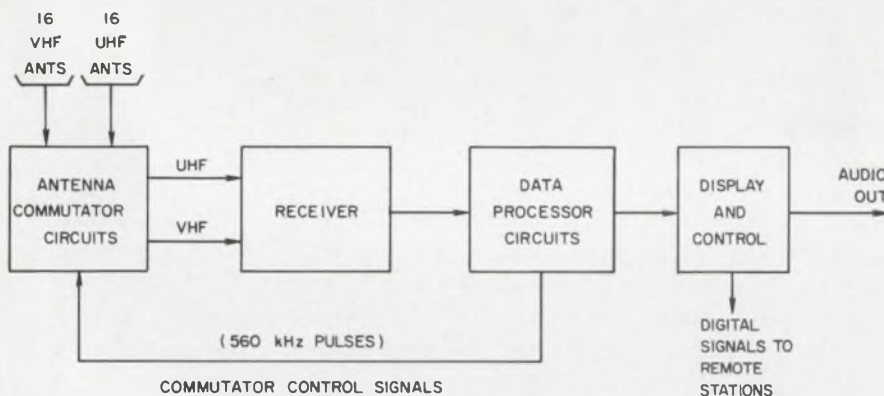 16
VHF
ANTS
16
UHF
ANTS
ANTENNA
COMMUTATOR
CIRCUITS
UHF
VHF
RECEIVER
DATA
PROCESSOR
CIRCUITS
DISPLAY
AND
CONTROL
AUDIO
OUT
(560 kHz PULSES)
COMMUTATOR CONTROL SIGNALS
DIGITAL
SIGNALS TO
REMOTE
STATIONS